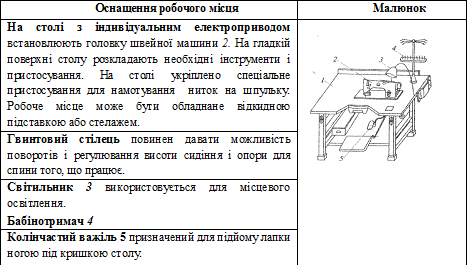 Оснащення робочого місця
Малюнок
На столі з індивідуальним електроприводом
встановлюють головку швейної машини 2. На гладкій
поверхні столу розкладають необхідні інструменти і
пристосування. На столі укріплено спеціальне
пристосування для намотування ниток на шпульку.
Робоче місце може бути обладнане відкидною
підставкою або стелажем.
Гвинтовий стілець повинен давати можливість
поворотів і регулювання висоти сидіння і опори для
спини того, що працює.
Світильник 3 використовується для місцевого
освітлення.
Бабінотримач 4
Колінчастий важіль 5 призначений для підйому лапки
ногою під кришкою столу.
1
2
3
4
5